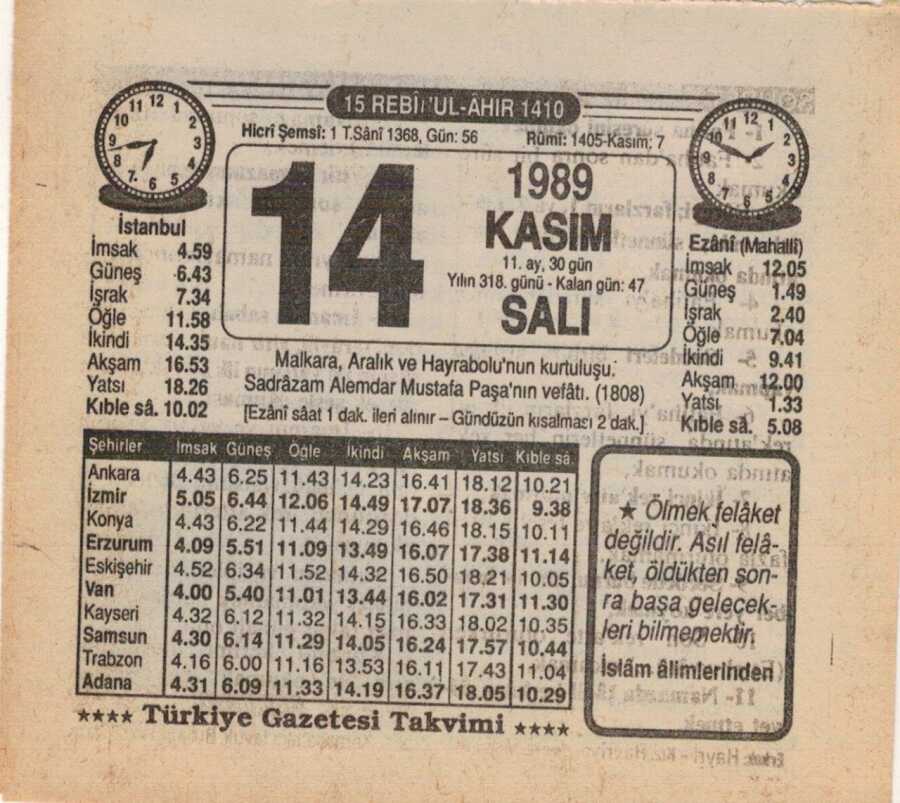 15 REBÎ'UL-ÂHIR 1410
Hicrî Şemsî: 1 T.Sânî 1368, Gün: 56
Rûmî: 1405-Kasım; 7
14
1989
KASIM
11. ay, 30 gün
Yılın 318. günü - Kalan gün: 47
SALI
İstanbul
İmsak 4.59
Güneş 6.43
İşrak 7.34
Öğle 11.58
İkindi 14.35
Akşam 16.53
Yatsı 18.26
Kıble sâ. 10.02
Ezânî (Mahallî)
İmsak 12.05
Güneş 1.49
İşrak 2.40
Öğle 7.04
İkindi 9.41
Akşam 12.00
Yatsı 1.33
Kıble sâ. 5.08
Malkara, Aralık ve Hayrabolu'nun kurtuluşu.
Sadrâzam Alemdar Mustafa Paşa'nın vefâtı. (1808)
[Ezânî sâat 1 dak. ileri alınır – Gündüzün kısalması 2 dak.]
Şehirler İmsak Güneş Öğle İkindi Akşam Yatsı Kıble sâ.
Ankara 4.43 6.25 11.43 14.23 16.41 18.12 10.21
İzmir 5.05 6.44 12.06 14.49 17.07 18.36 9.38
Konya 4.43 6.22 11.44 14.29 16.46 18.15 10.11
Erzurum 4.09 5.51 11.09 13.49 16.07 17.38 11.14
Eskişehir 4.52 6.34 11.52 14.32 16.50 18.21 10.05
Van 4.00 5.40 11.01 13.44 16.02 17.31 11.30
Kayseri 4.32 6.12 11.32 14.15 16.33 18.02 10.35
Samsun 4.30 6.14 11.29 14.05 16.24 17.57 10.44
Trabzon 4.16 6.00 11.16 13.53 16.11 17.43 11.04
Adana 4.31 6.09 11.33 14.19 16.37 18.05 10.29
★★★★ Türkiye Gazetesi Takvimi ★★★★
★ Ölmek felâket
değildir. Asıl felâ-
ket, öldükten son-
ra başa gelecek-
leri bilmemektir.
İslâm âlimlerinden